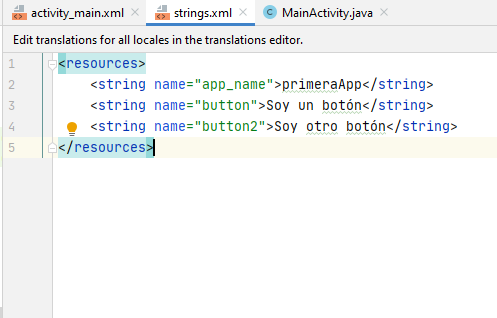 activity_main.xml strings.xml MainActivity.java
Edit translations for all locales in the translations editor.
1 <resources>
2 <string name="app_name">primeraApp</string>
3 <string name="button">Soy un botón</string>
4 <string name="button2">Soy otro botón</string>
5 </resources>